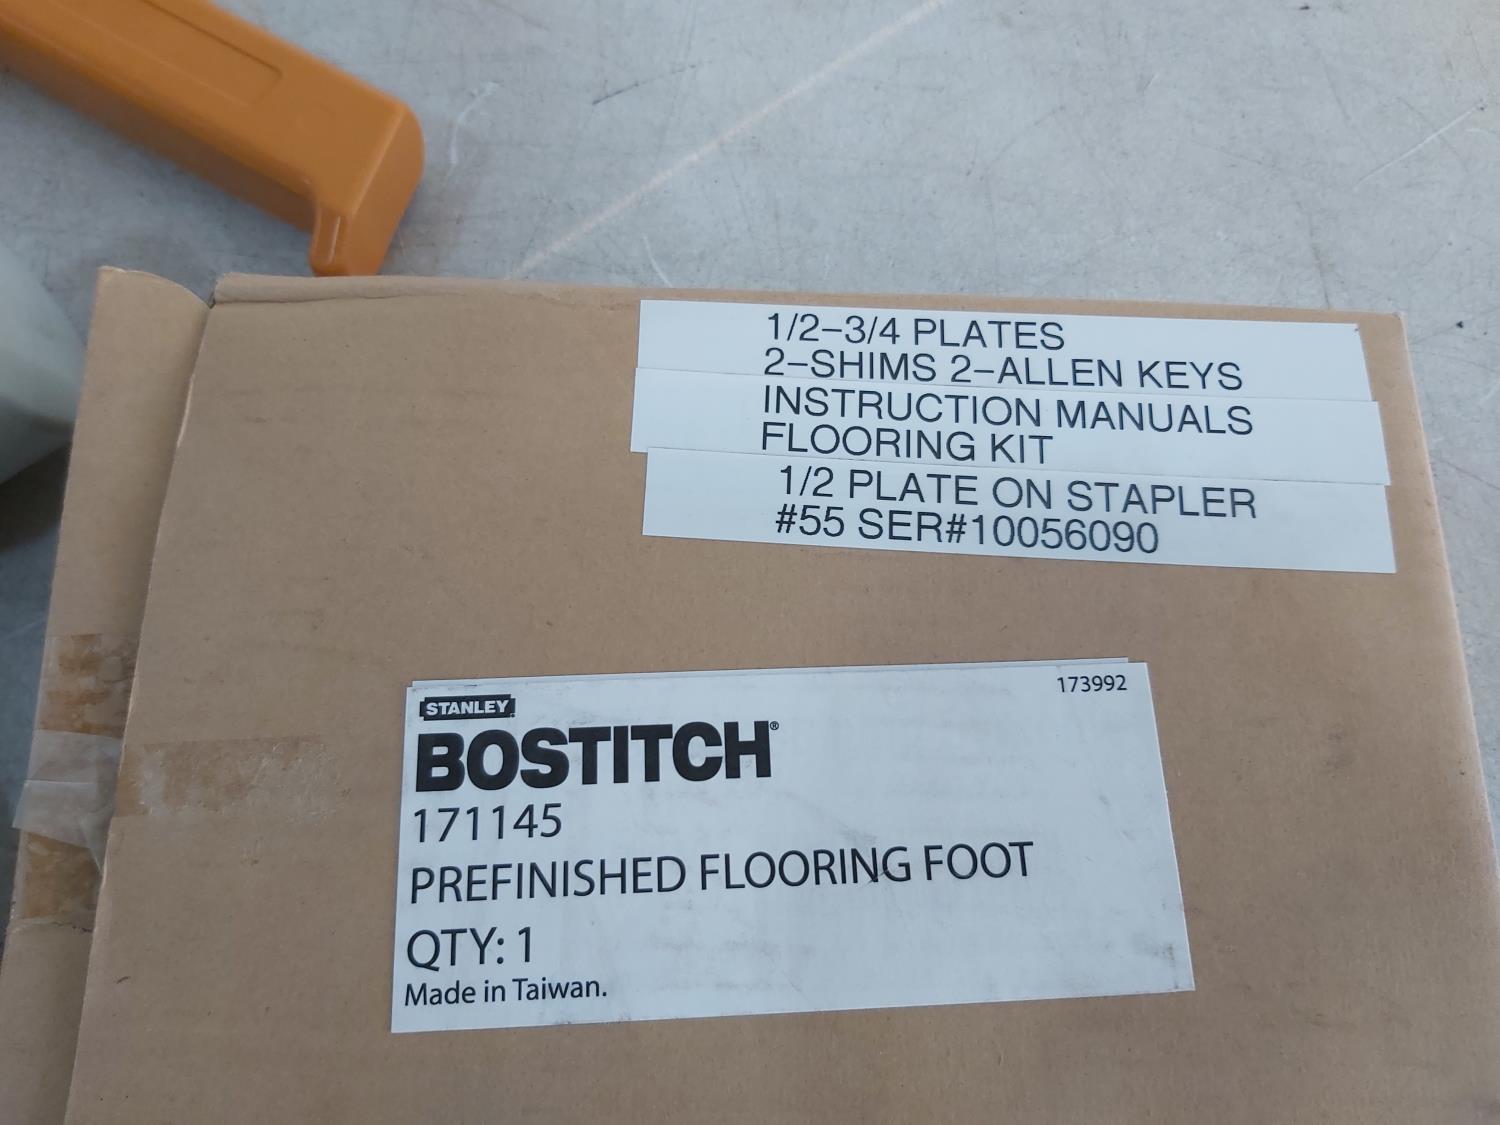 1/2-3/4 PLATES
2-SHIMS 2-ALLEN KEYS
INSTRUCTION MANUALS
FLOORING KIT
1/2 PLATE ON STAPLER
#55 SER#10056090
173992
STANLEY
BOSTITCH®
171145
PREFINISHED FLOORING FOOT
QTY: 1
Made in Taiwan.